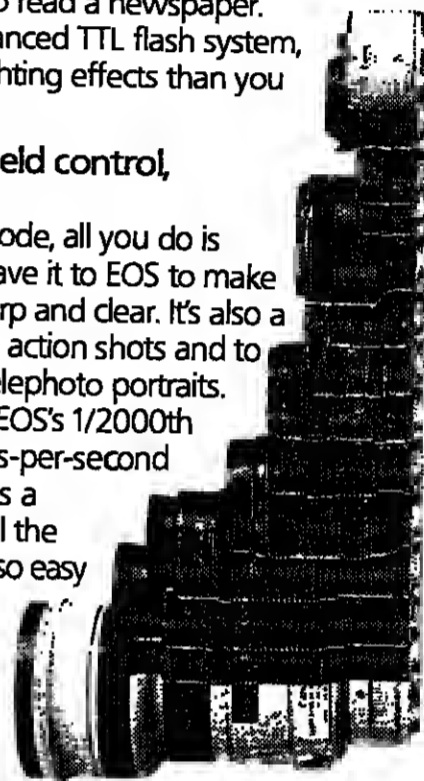 read a newspaper.
anced TTL flash system,
hting effects than you
eld control,
ode, all you do is
ave it to EOS to make
rp and clear. It's also a
action shots and to
elephoto portraits.
EOS's 1/2000th
s-per-second
s a
l the
so easy